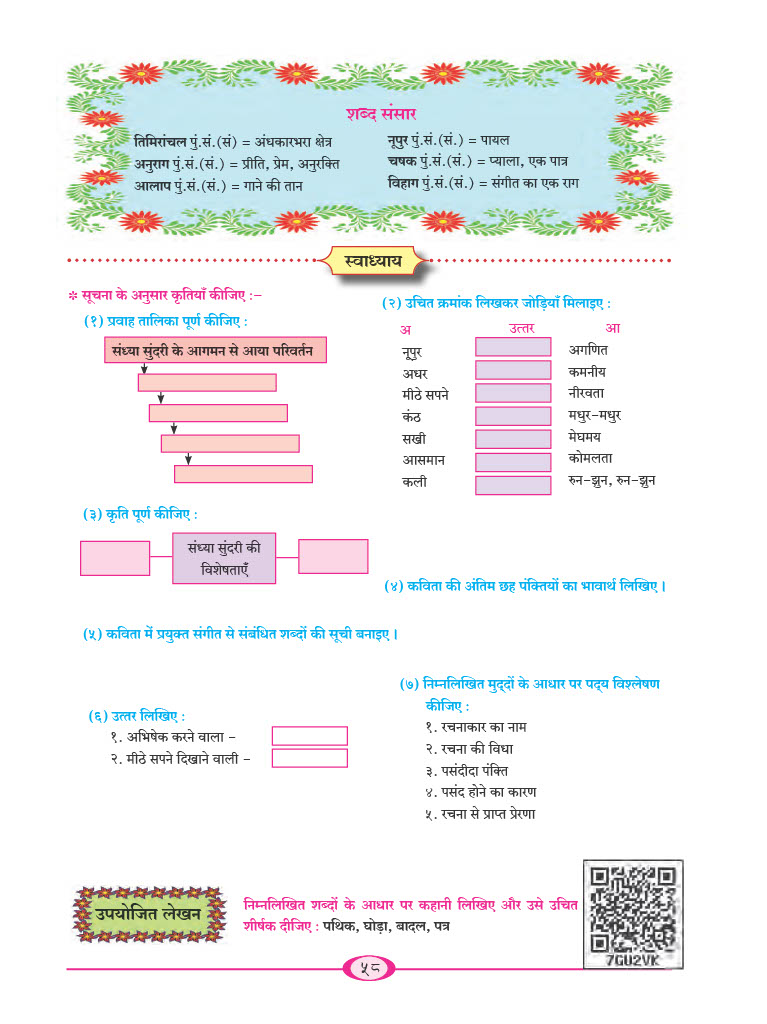 शब्द संसार
तिमिरांचल पुं.सं.(सं) = अंधकारभरा क्षेत्र
अनुराग पुं.सं.(सं.) = प्रीति, प्रेम, अनुरक्ति
आलाप पुं.सं.(सं.) = गाने की तान
नूपुर पुं.सं.(सं.) = पायल
चषक पुं.सं.(सं.) = प्याला, एक पात्र
विहाग पुं.सं.(सं.) = संगीत का एक राग
स्वाध्याय
* सूचना के अनुसार कृतियाँ कीजिए :–
(१) प्रवाह तालिका पूर्ण कीजिए :
संध्या सुंदरी के आगमन से आया परिवर्तन
(२) उचित क्रमांक लिखकर जोड़ियाँ मिलाइए :
अ उत्तर आ
नूपुर अगणित
अधर कमनीय
मीठे सपने नीरवता
कंठ मधुर-मधुर
सखी मेघमय
आसमान कोमलता
कली रुन-झुन, रुन-झुन
(३) कृति पूर्ण कीजिए :
संध्या सुंदरी की
विशेषताएँ
(४) कविता की अंतिम छह पंक्तियों का भावार्थ लिखिए ।
(५) कविता में प्रयुक्त संगीत से संबंधित शब्दों की सूची बनाइए ।
(६) उत्तर लिखिए :
१. अभिषेक करने वाला –
२. मीठे सपने दिखाने वाली –
(७) निम्नलिखित मुद्दों के आधार पर पद्य विश्लेषण
कीजिए :
१. रचनाकार का नाम
२. रचना की विधा
३. पसंदीदा पंक्ति
४. पसंद होने का कारण
५. रचना से प्राप्त प्रेरणा
उपयोजित लेखन
निम्नलिखित शब्दों के आधार पर कहानी लिखिए और उसे उचित
शीर्षक दीजिए : पथिक, घोड़ा, बादल, पत्र
7GU2VK
५८